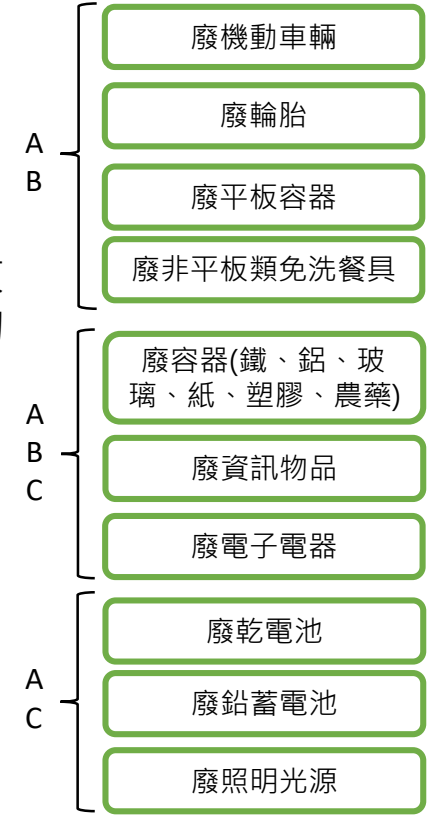 A
B
廢機動車輛
廢輪胎
廢平板容器
廢非平板類免洗餐具
A
B
C
廢容器(鐵、鋁、玻
璃、紙、塑膠、農藥)
廢資訊物品
廢電子電器
A
C
廢乾電池
廢鉛蓄電池
廢照明光源